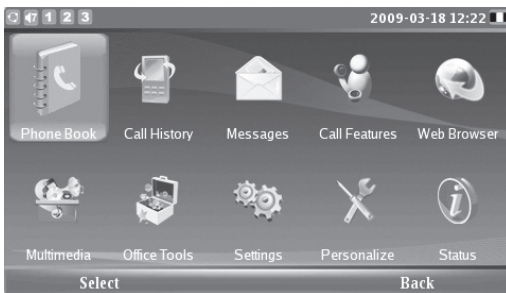 1 2 3 2009-03-18 12:22
Phone Book Call History Messages Call Features Web Browser
Multimedia Office Tools Settings Personalize Status
Select Back